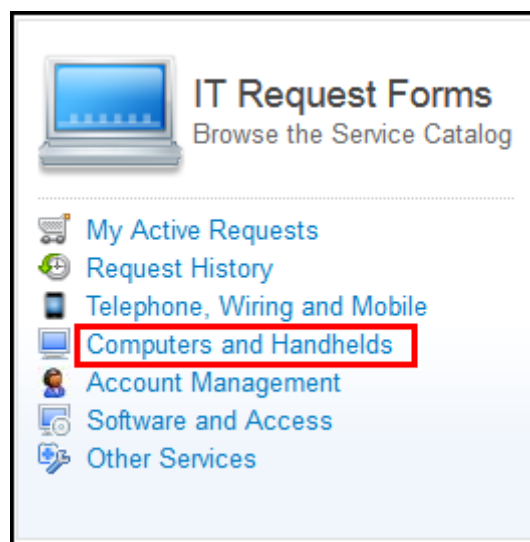 IT Request Forms
Browse the Service Catalog
My Active Requests
Request History
Telephone, Wiring and Mobile
Computers and Handhelds
Account Management
Software and Access
Other Services